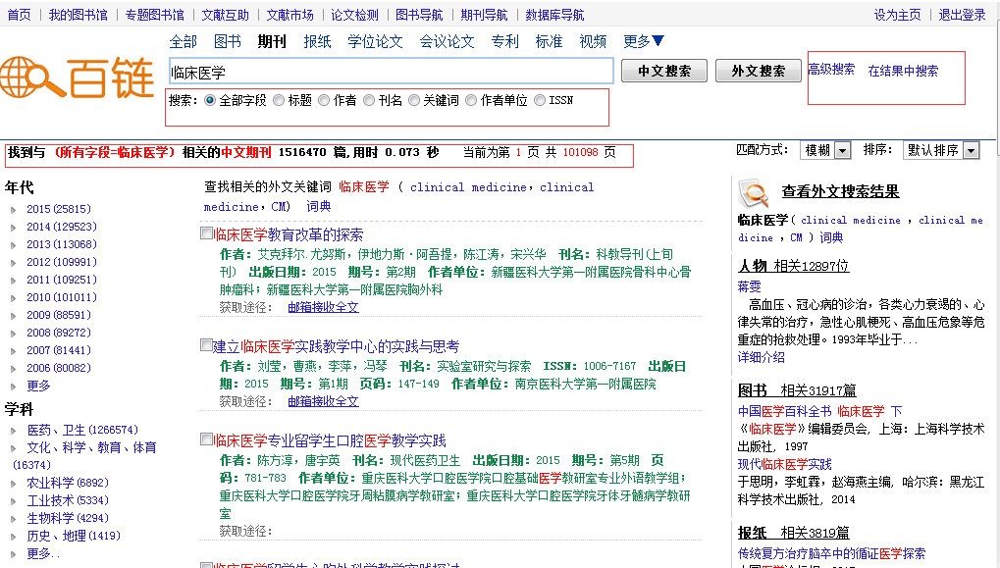 首页 | 我的图书馆 | 专题图书馆 | 文献互助 | 文献市场 | 论文检测 | 图书导航 | 期刊导航 | 数据库导航
设为主页 | 退出登录
全部 图书 期刊 报纸 学位论文 会议论文 专利 标准 视频 更多▼
百链
临床医学
中文搜索 外文搜索
高级搜索 在结果中搜索
搜索: 全部字段 标题 作者 刊名 关键词 作者单位 ISSN
找到与 (所有字段=临床医学) 相关的中文期刊 1516470 篇,用时 0.073 秒 当前为第 1 页 共 101098 页
匹配方式: 模糊 排序: 默认排序
年代
2015(25815)
2014(129523)
2013(113068)
2012(109991)
2011(109251)
2010(101011)
2009(88591)
2008(89272)
2007(81441)
2006(80082)
更多
学科
医药、卫生(1266574)
文化、科学、教育、体育
(16374)
农业科学(6892)
工业技术(5334)
生物科学(4294)
历史、地理(1419)
更多..
查找相关的外文关键词 临床医学 ( clinical medicine, clinical
medicine, CM) 词典
临床医学教育改革的探索
作者: 艾克拜尔.尤努斯, 伊地力斯·阿吾提, 陈江涛, 宋兴华 刊名: 科教导刊(上旬
刊) 出版日期: 2015 期号: 第2期 作者单位: 新疆医科大学第一附属医院骨科中心骨
肿瘤科; 新疆医科大学第一附属医院胸外科
获取途径: 邮箱接收全文
建立临床医学实践教学中心的实践与思考
作者: 刘莹, 曹燕, 李萍, 冯琴 刊名: 实验室研究与探索 ISSN: 1006-7167 出版日
期: 2015 期号: 第1期 页码: 147-149 作者单位: 南京医科大学第一附属医院
获取途径: 邮箱接收全文
临床医学专业留学生口腔医学教学实践
作者: 陈方淳, 唐宇英 刊名: 现代医药卫生 出版日期: 2015 期号: 第5期 页
码: 781-783 作者单位: 重庆医科大学口腔医学院口腔基础医学教研室专业外语教学组;
重庆医科大学口腔医学院牙周粘膜病学教研室; 重庆医科大学口腔医学院牙体牙髓病学教研
室
获取途径:
查看外文搜索结果
临床医学( clinical medicine , clinical me
dicine , CM ) 词典
人物 相关12897位
蒋雯
高血压、冠心病的诊治, 各类心力衰竭的、心
律失常的治疗, 急性心肌梗死、高血压危象等危
重症的抢救处理。1993年毕业于...
详细介绍
图书 相关31917篇
中国医学百科全书 临床医学 下
《临床医学》编辑委员会, 上海: 上海科学技术
出版社, 1997
现代临床医学实践
于思明, 李虹霖, 赵海燕主编, 哈尔滨: 黑龙江
科学技术出版社, 2014
报纸 相关3819篇
传统复方治疗脑卒中的循证医学探索